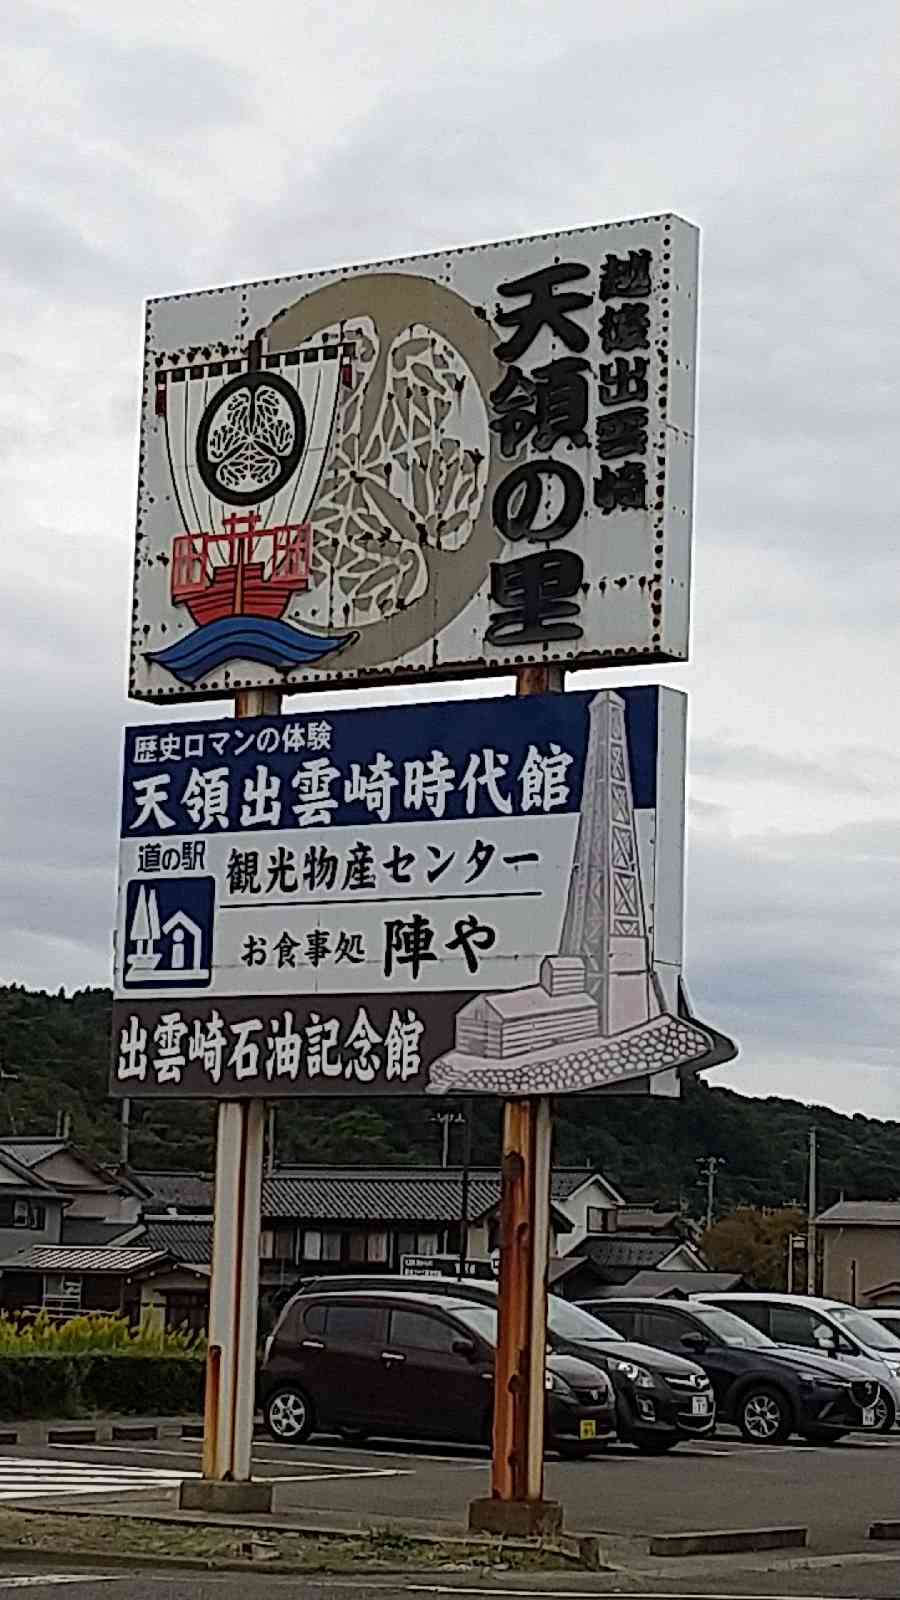 越後出雲崎
天領の里
歴史ロマンの体験
天領出雲崎時代館
道の駅
観光物産センター
お食事処 陣や
出雲崎石油記念館